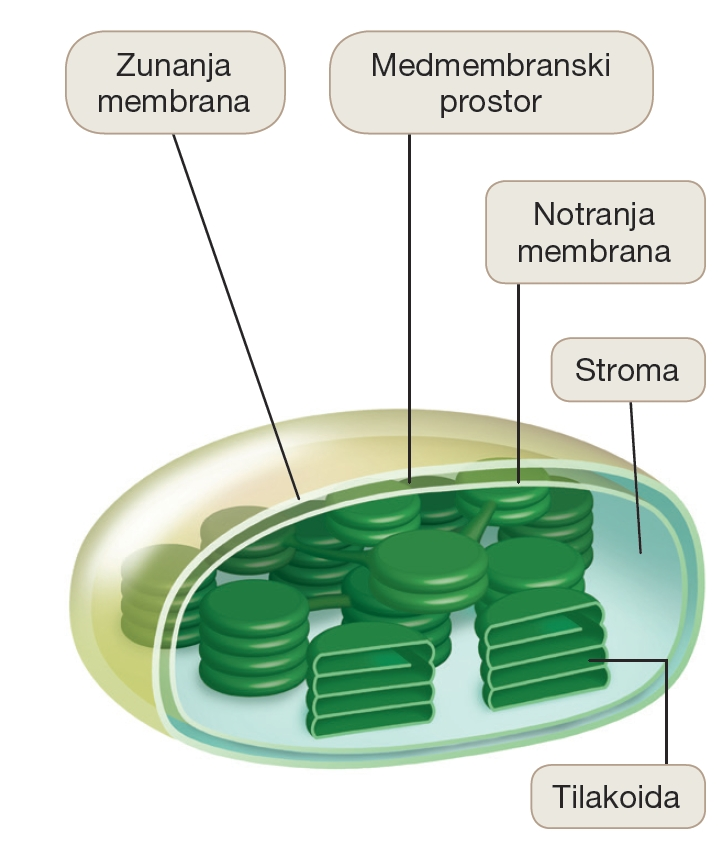 Zunanja
membrana
Medmembranski
prostor
Notranja
membrana
Stroma
Tilakoida